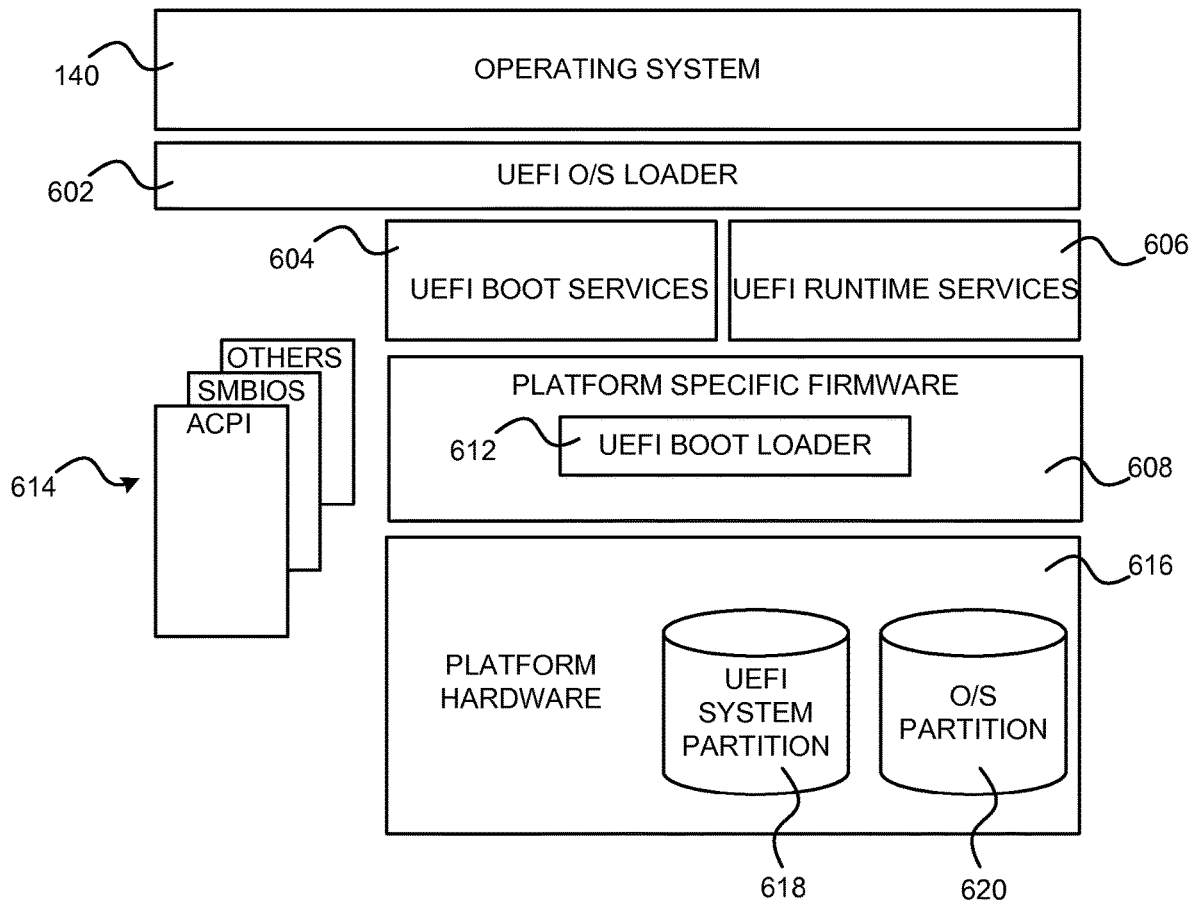 OPERATING SYSTEM
140
UEFI O/S LOADER
602
604
606
UEFI BOOT SERVICES
UEFI RUNTIME SERVICES
OTHERS
SMBIOS
ACPI
614
PLATFORM SPECIFIC FIRMWARE
612
UEFI BOOT LOADER
608
616
PLATFORM
HARDWARE
UEFI
SYSTEM
PARTITION
O/S
PARTITION
618
620